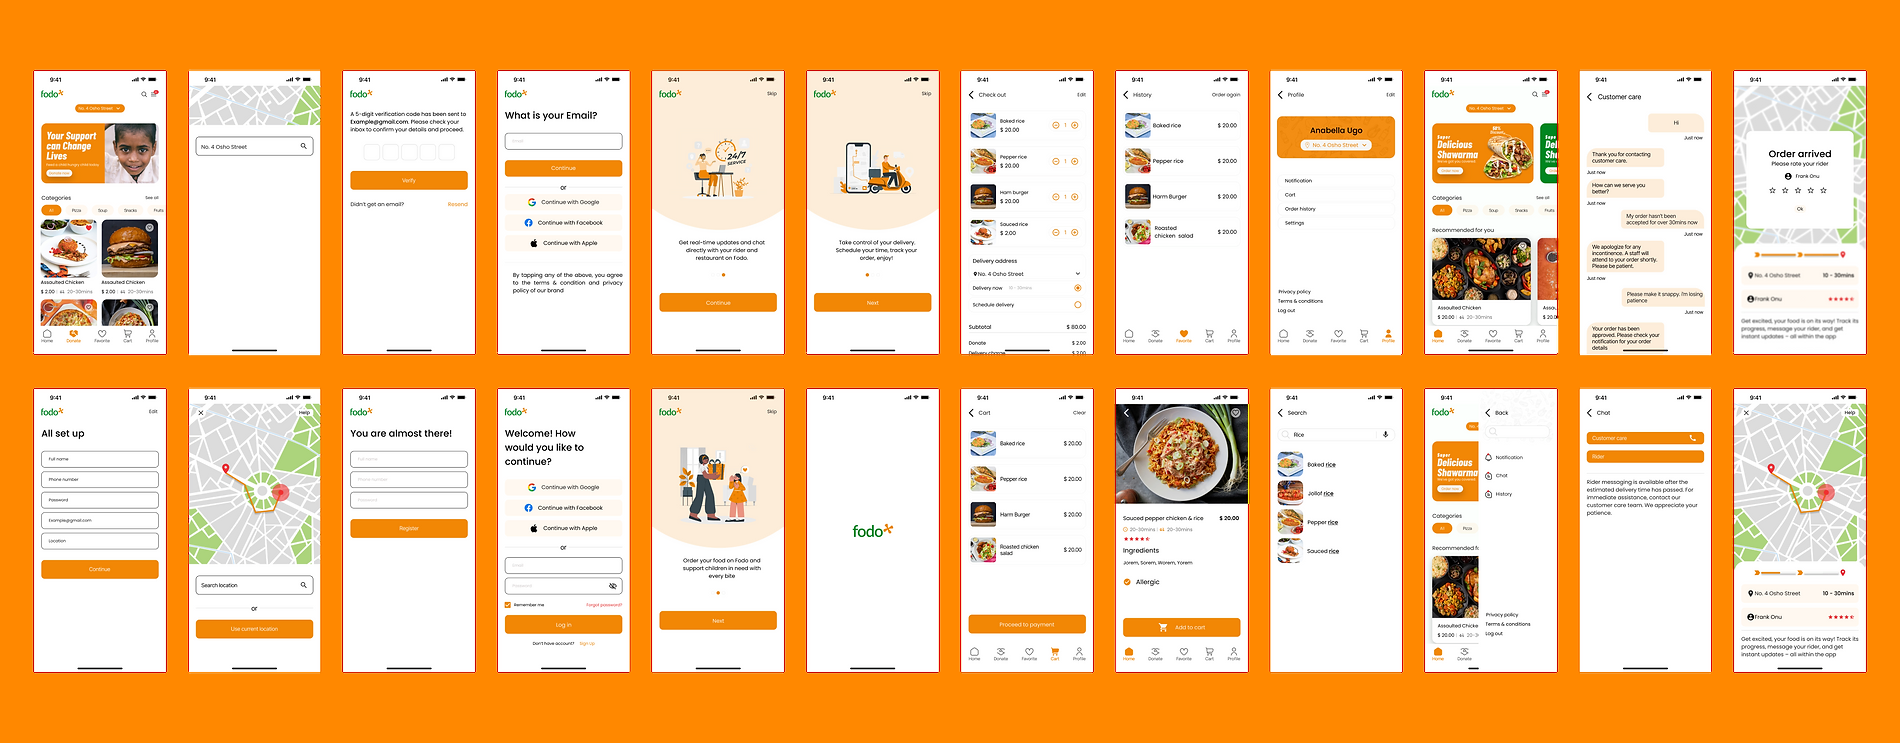 9:41
fodo
No. 4 Osho Street
Your Support
can Change
Lives
Categories
See all
All
Pizza
Soup
Snacks
Fruits
Assaulted Chicken
$ 2.00
20-30mins
Assaulted Chicken
$ 2.00
20-30mins
Home
Donate
Favorite
Cart
Profile
9:41
No. 4 Osho Street
9:41
fodo
A 5-digit verification code has been sent to
Example@gmail.com. Please check your
inbox to confirm your details and proceed.
Verify
Didn't get an email?
Resend
9:41
fodo
What is your Email?
Email
Continue
or
Continue with Google
Continue with Facebook
Continue with Apple
By tapping any of the above, you agree
to the terms & condition and privacy
policy of our brand
9:41
fodo
Skip
24/7
SERVICE
Get real-time updates and chat
directly with your rider and
restaurant on Fodo.
Continue
9:41
fodo
Skip
Take control of your delivery.
Schedule your time, track your
order, enjoy!
Next
9:41
Check out
Edit
Baked rice
$ 20.00
1
Pepper rice
$ 20.00
1
Ham burger
$ 20.00
1
Sauced rice
$ 2.00
1
Delivery address
No. 4 Osho Street
Delivery now
10 - 30mins
Schedule delivery
Subtotal
$ 80.00
Donate
$ 2.00
Delivery charge
$ 2.00
9:41
History
Order again
Baked rice
$ 20.00
Pepper rice
$ 20.00
Ham Burger
$ 20.00
Roasted
chicken salad
$ 20.00
Home
Donate
Favorite
Cart
Profile
9:41
Profile
Edit
Anabella Ugo
No. 4 Osho Street
Notification
Cart
Order history
Settings
Privacy policy
Terms & conditions
Log out
Home
Donate
Favorite
Cart
Profile
9:41
fodo
No. 4 Osho Street
Super
Delicious
Shawarma
Categories
See all
All
Pizza
Soup
Snacks
Fruits
Recommended for you
Assaulted Chicken
$ 20.00
20-30mins
Home
Donate
Favorite
Cart
Profile
9:41
Customer care
Hi
Just now
Thank you for contacting
customer care,
Just now
How can we serve you
better?
Just now
My order hasn't been
accepted for over 30mins now
Just now
We apologize for any
incontinence. A staff will
attend to your order shortly.
Please be patient.
Just now
Please make it snappy. I'm losing
patience
Just now
Your order has been
approved. Please check your
notification for your order
details
9:41
Order arrived
Please rate your rider
Frank Onu
Ok
No. 4 Osho Street
10 - 30mins
Frank Onu
Get excited, your food is on its way! Track its
progress, message your rider, and get
instant updates – all within the app
9:41
fodo
Edit
All set up
Full name
Phone number
Password
Example@gmail.com
Location
Continue
9:41
Help
Search location
or
Use current location
9:41
fodo
You are almost there!
Full name
Phone number
Password
Register
9:41
fodo
Welcome! How
would you like to
continue?
Continue with Google
Continue with Facebook
Continue with Apple
or
Email
Password
Remember me
Forgot password?
Log in
Don't have account?
Sign up
9:41
fodo
Skip
Order your food on Fodo and
support children in need with
every bite
Next
9:41
fodo
9:41
Cart
Clear
Baked rice
$ 20.00
Pepper rice
$ 20.00
Ham Burger
$ 20.00
Roasted chicken
salad
$ 20.00
Proceed to payment
Home
Donate
Favorite
Cart
Profile
9:41
Sauced pepper chicken & rice
$ 20.00
20-30mins
20-30mins
Ingredients
Jorem, Sorem, Worem, Yorem
Allergic
Add to cart
Home
Donate
Favorite
Cart
Profile
9:41
Search
Rice
Baked rice
Jollof rice
Pepper rice
Sauced rice
9:41
fodo
Back
No. 4
Super
Delicious
Shawarma
Notification
Chat
History
Categories
All
Pizza
Recommended fo
Assaulted Chicke
$ 20.00
20-30
Privacy policy
Terms & conditions
Log out
Home
Donate
9:41
Chat
Customer care
Rider
Rider messaging is available after the
estimated delivery time has passed. For
immediate assistance, contact our
customer care team. We appreciate your
patience.
9:41
Help
No. 4 Osho Street
10 - 30mins
Frank Onu
Get excited, your food is on its way! Track its
progress, message your rider, and get
instant updates – all within the app